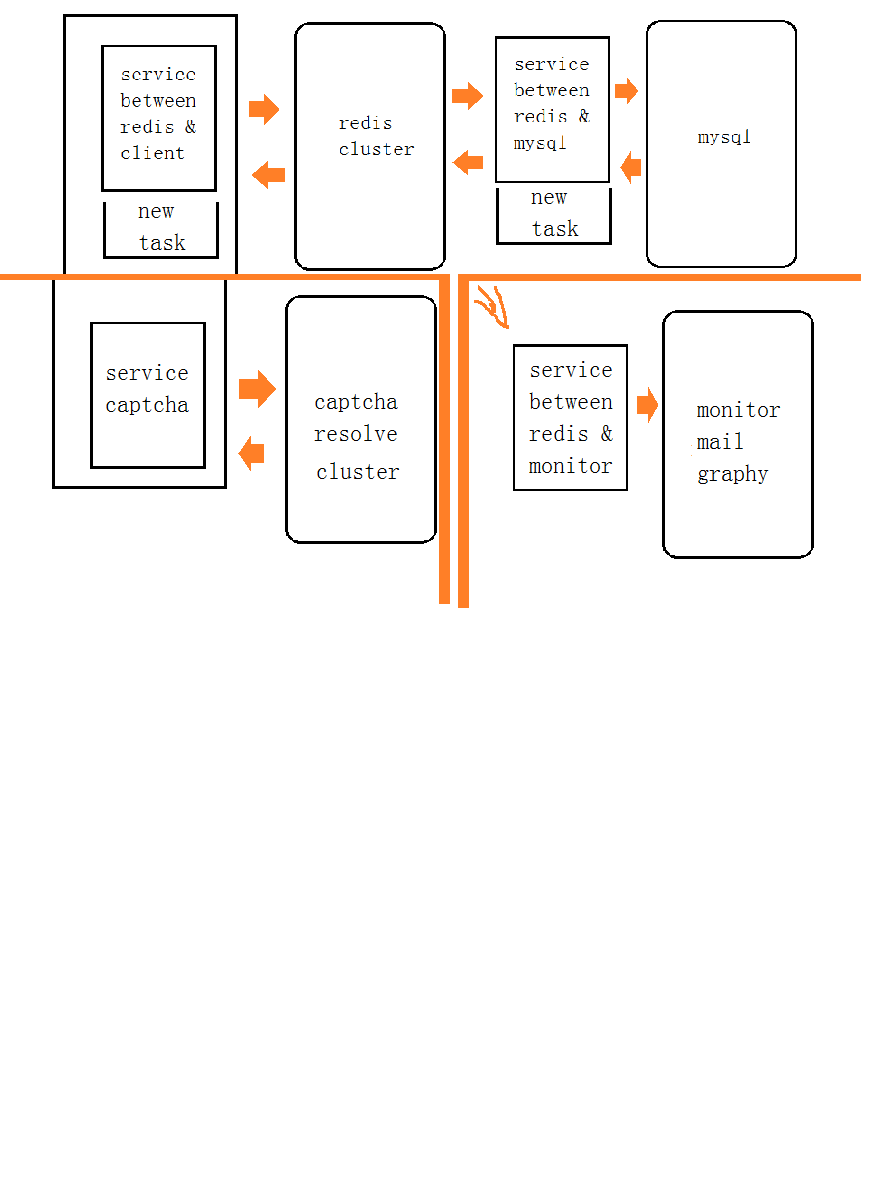 service
between
redis &
client
new
task
redis
cluster
service
between
redis &
mysql
new
task
mysql
service
captcha
captcha
resolve
cluster
service
between
redis &
monitor
monitor
mail
graphy